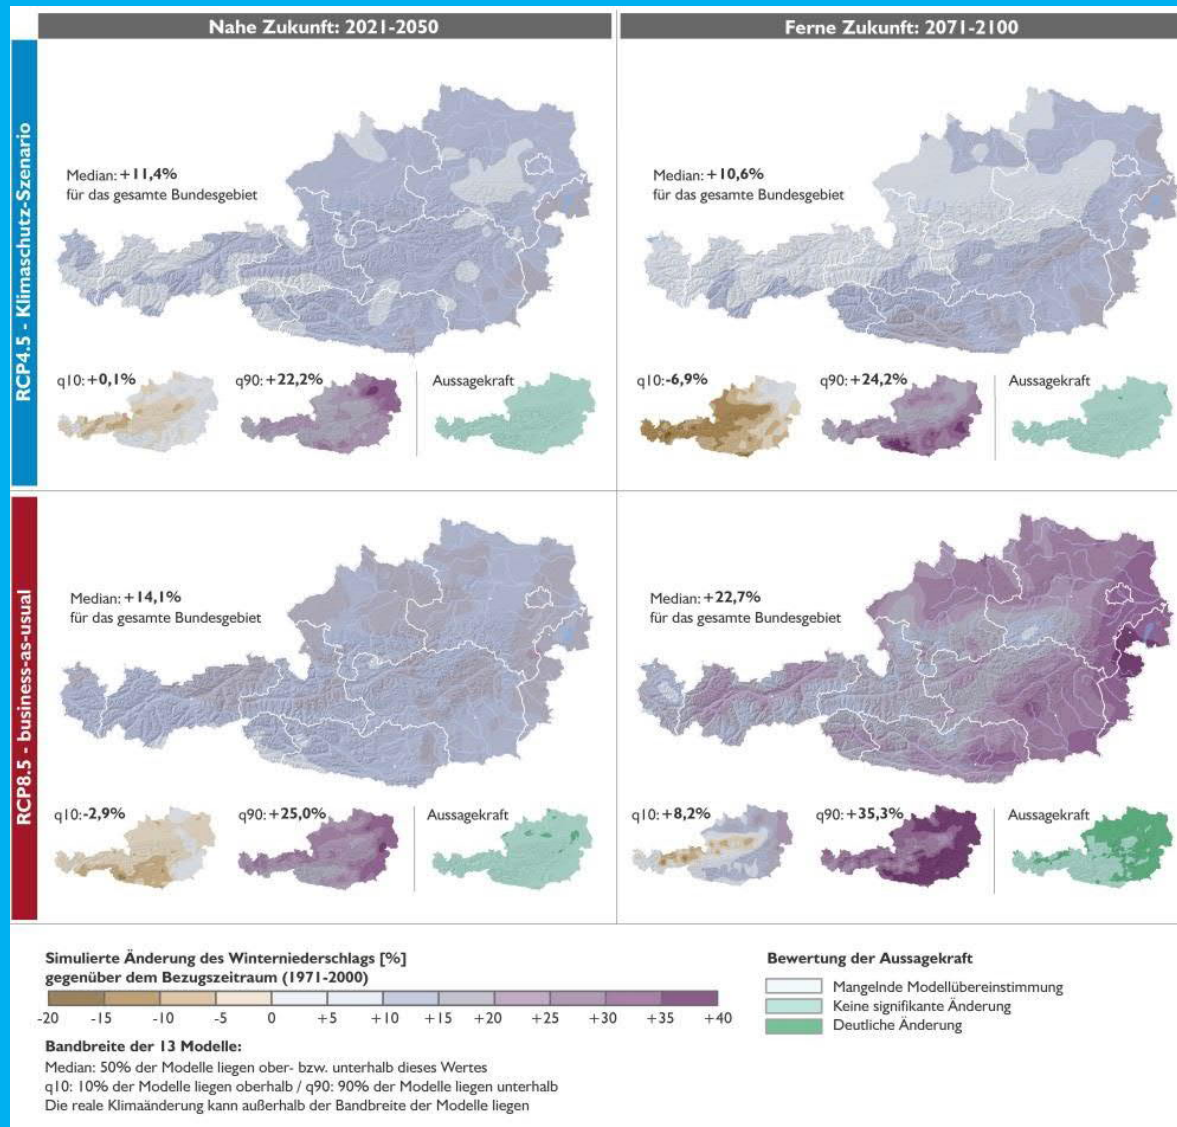 Nahe Zukunft: 2021-2050
Ferne Zukunft: 2071-2100
RCP4.5 - Klimaschutz-Szenario
Median: +11,4%
für das gesamte Bundesgebiet
q10: +0,1%
q90: +22,2%
Aussagekraft
Median: +10,6%
für das gesamte Bundesgebiet
q10: -6,9%
q90: +24,2%
Aussagekraft
RCP8.5 - business-as-usual
Median: +14,1%
für das gesamte Bundesgebiet
q10: -2,9%
q90: +25,0%
Aussagekraft
Median: +22,7%
für das gesamte Bundesgebiet
q10: +8,2%
q90: +35,3%
Aussagekraft
Simulierte Änderung des Winterniederschlags [%]
gegenüber dem Bezugszeitraum (1971-2000)
-20 -15 -10 -5 0 +5 +10 +15 +20 +25 +30 +35 +40
Bandbreite der 13 Modelle:
Median: 50% der Modelle liegen ober- bzw. unterhalb dieses Wertes
q10: 10% der Modelle liegen oberhalb / q90: 90% der Modelle liegen unterhalb
Die reale Klimaänderung kann außerhalb der Bandbreite der Modelle liegen
Bewertung der Aussagekraft
Mangelnde Modellübereinstimmung
Keine signifikante Änderung
Deutliche Änderung